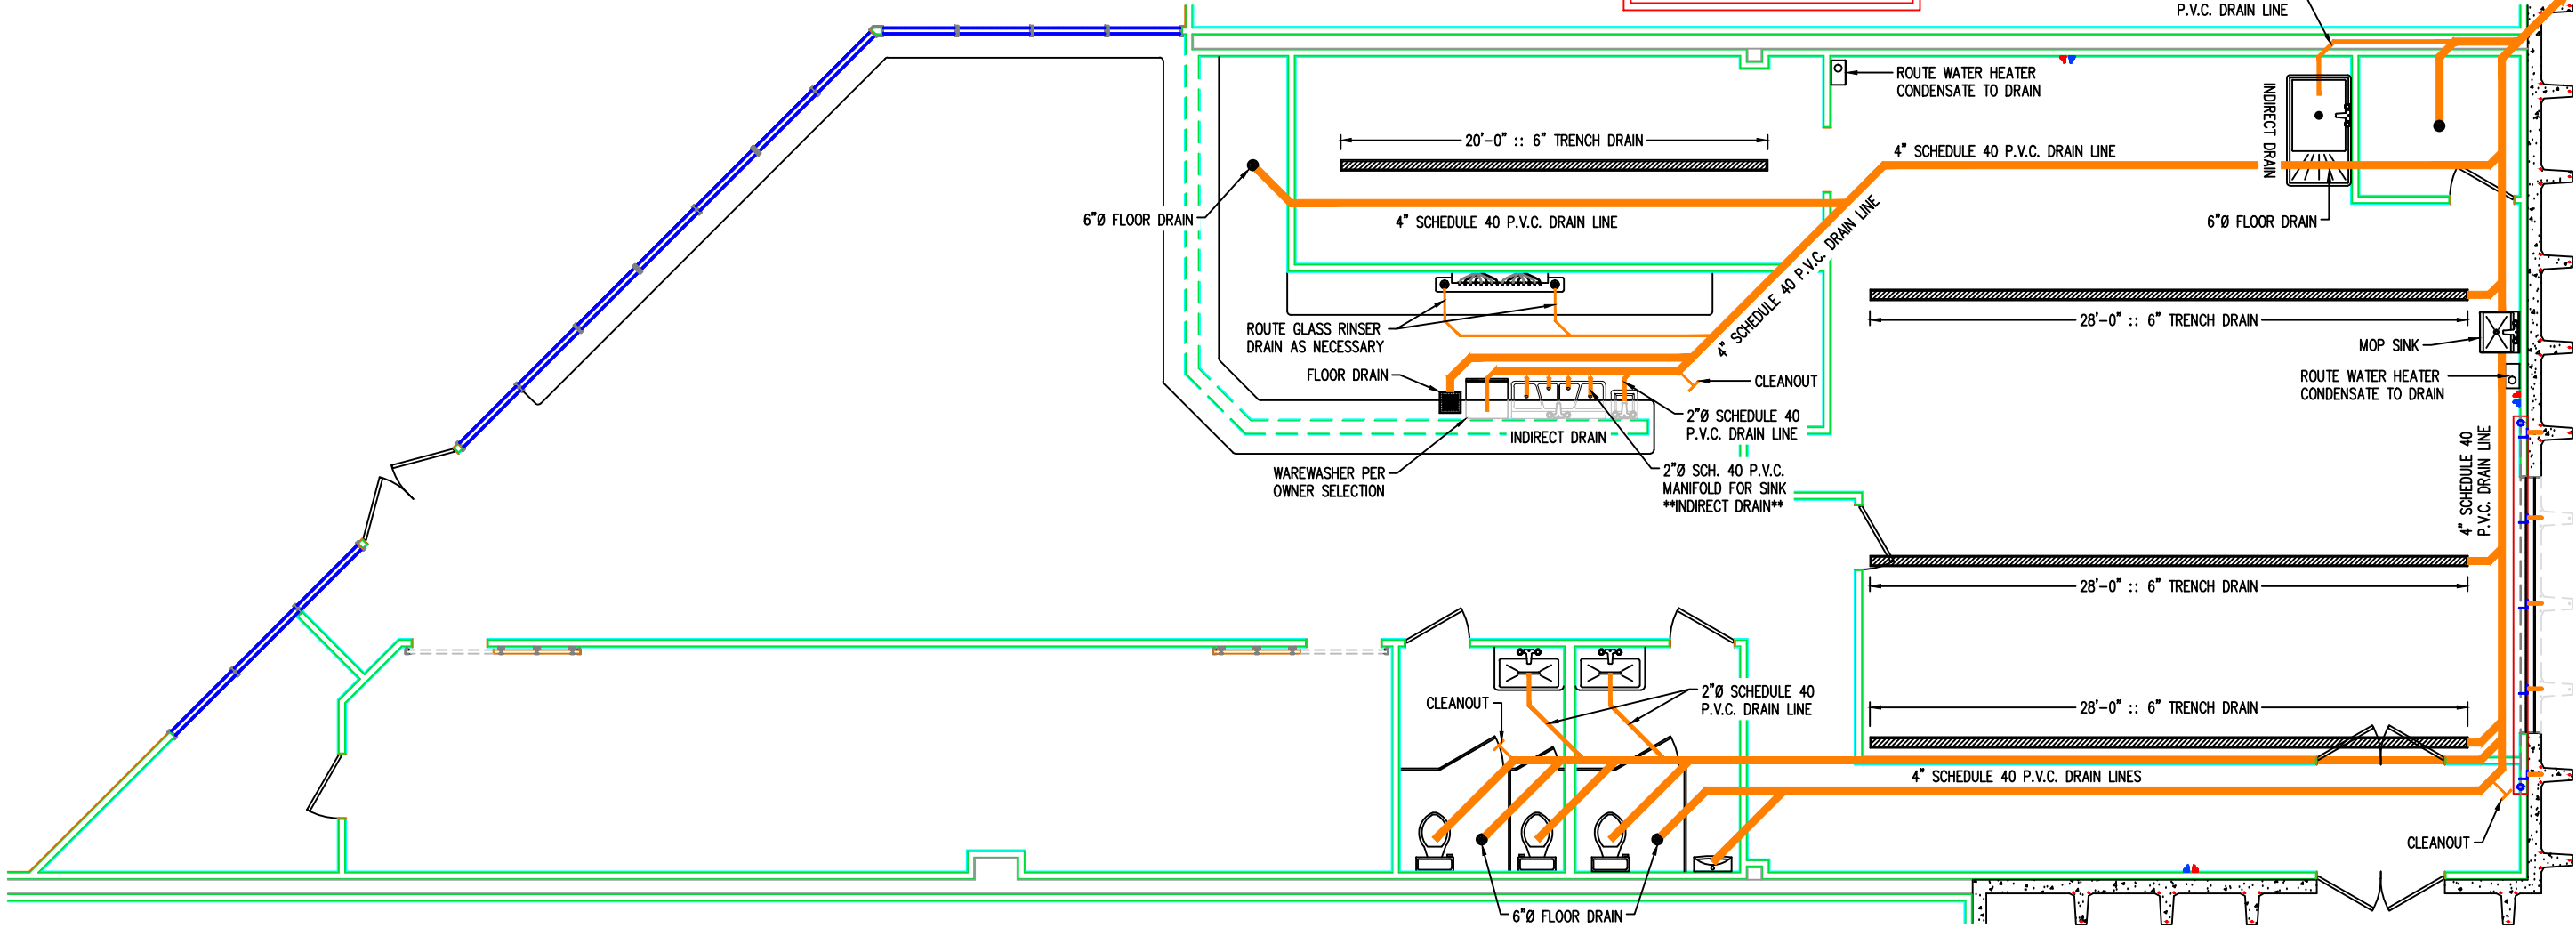 P.V.C. DRAIN LINE
ROUTE WATER HEATER
CONDENSATE TO DRAIN
INDIRECT DRAIN
20'-0" :: 6" TRENCH DRAIN
4" SCHEDULE 40 P.V.C. DRAIN LINE
6"Ø FLOOR DRAIN
4" SCHEDULE 40 P.V.C. DRAIN LINE
4" SCHEDULE 40 P.V.C. DRAIN LINE
6"Ø FLOOR DRAIN
28'-0" :: 6" TRENCH DRAIN
ROUTE GLASS RINSER
DRAIN AS NECESSARY
MOP SINK
FLOOR DRAIN
CLEANOUT
ROUTE WATER HEATER
CONDENSATE TO DRAIN
2"Ø SCHEDULE 40
P.V.C. DRAIN LINE
INDIRECT DRAIN
WAREWASHER PER
OWNER SELECTION
2"Ø SCH. 40 P.V.C.
MANIFOLD FOR SINK
**INDIRECT DRAIN**
4" SCHEDULE 40
P.V.C. DRAIN LINE
28'-0" :: 6" TRENCH DRAIN
CLEANOUT
2"Ø SCHEDULE 40
P.V.C. DRAIN LINE
28'-0" :: 6" TRENCH DRAIN
4" SCHEDULE 40 P.V.C. DRAIN LINES
CLEANOUT
6"Ø FLOOR DRAIN